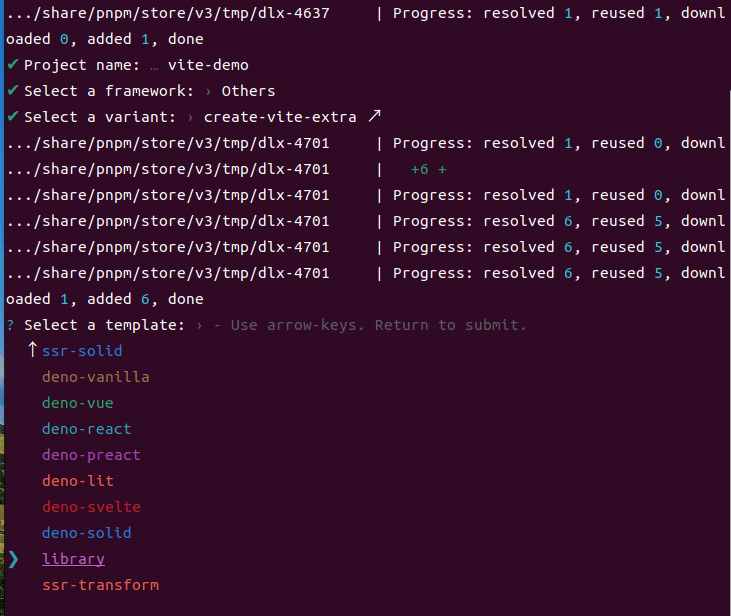 .../share/pnpm/store/v3/tmp/dlx-4637     | Progress: resolved 1, reused 1, downl
oaded 0, added 1, done
✔ Project name: … vite-demo
✔ Select a framework: › Others
✔ Select a variant: › create-vite-extra ↗
.../share/pnpm/store/v3/tmp/dlx-4701     | Progress: resolved 1, reused 0, downl
.../share/pnpm/store/v3/tmp/dlx-4701     |   +6 +
.../share/pnpm/store/v3/tmp/dlx-4701     | Progress: resolved 1, reused 0, downl
.../share/pnpm/store/v3/tmp/dlx-4701     | Progress: resolved 6, reused 5, downl
.../share/pnpm/store/v3/tmp/dlx-4701     | Progress: resolved 6, reused 5, downl
.../share/pnpm/store/v3/tmp/dlx-4701     | Progress: resolved 6, reused 5, downl
oaded 1, added 6, done
? Select a template: › - Use arrow-keys. Return to submit.
↑ ssr-solid
deno-vanilla
deno-vue
deno-react
deno-preact
deno-lit
deno-svelte
deno-solid
❯ library
ssr-transform